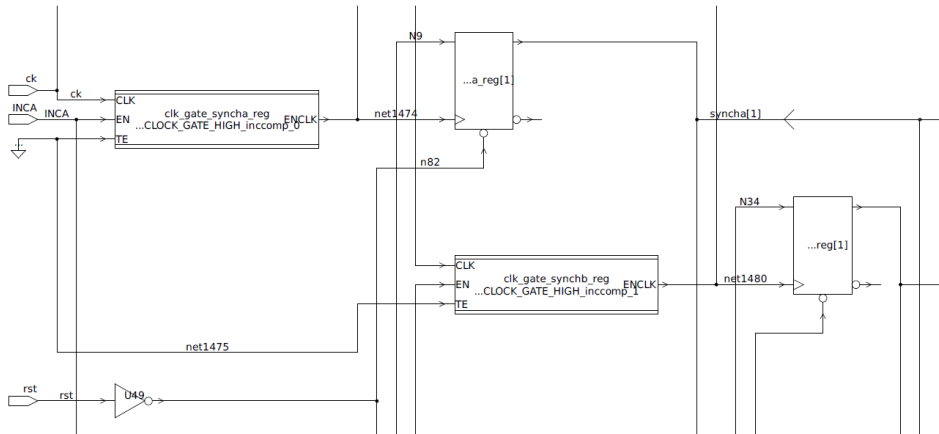 N9
...a_reg[1]
ck
ck
CLK
INCA
INCA
EN
clk_gate_syncha_reg
...CLOCK_GATE_HIGH_inccomp_0
ENCLK
net1474
syncha[1]
...
TE
n82
N34
...reg[1]
CLK
EN
clk_gate_synchb_reg
...CLOCK_GATE_HIGH_inccomp_1
ENCLK
net1480
TE
net1475
rst
rst
U49